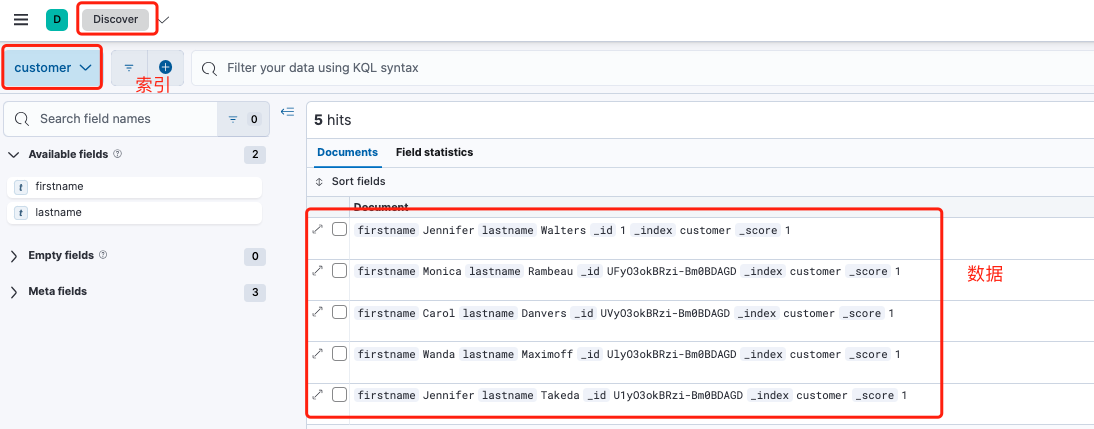 D Discover
customer Filter your data using KQL syntax
索引
Search field names 0
5 hits
Available fields 2
firstname
lastname
Empty fields 0
Meta fields 3
Documents Field statistics
Sort fields
Document
firstname Jennifer lastname Walters _id 1 _index customer _score 1
firstname Monica lastname Rambeau _id UFyO3okBRzi-Bm0BDAGD _index customer _score 1
firstname Carol lastname Danvers _id UVyO3okBRzi-Bm0BDAGD _index customer _score 1
firstname Wanda lastname Maximoff _id UlyO3okBRzi-Bm0BDAGD _index customer _score 1
firstname Jennifer lastname Takeda _id U1yO3okBRzi-Bm0BDAGD _index customer _score 1
数据